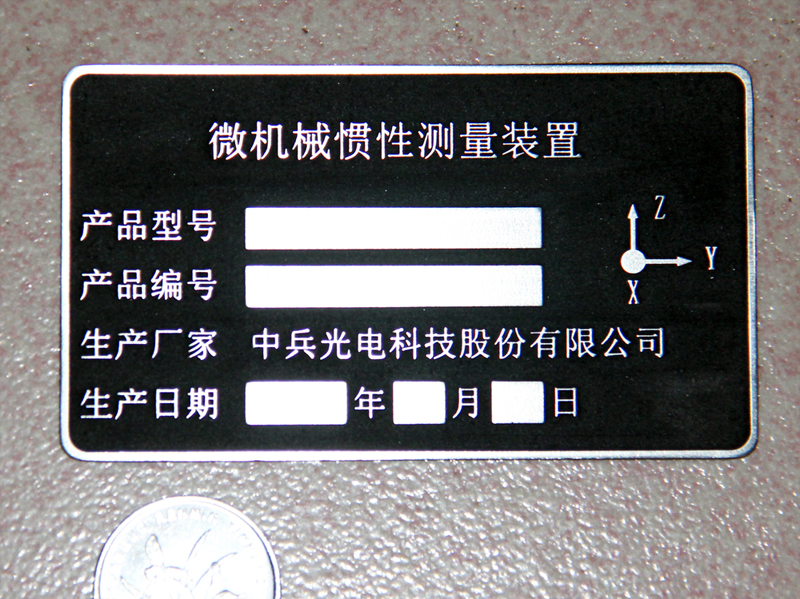 微机械惯性测量装置
产品型号
Z
Y
X
产品编号
生产厂家 中兵光电科技股份有限公司
生产日期 年 月 日